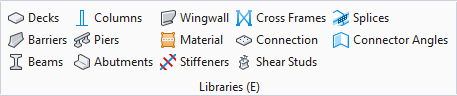 Decks Columns Wingwall Cross Frames Splices
Barriers Piers Material Connection Connector Angles
Beams Abutments Stiffeners Shear Studs
Libraries (E)